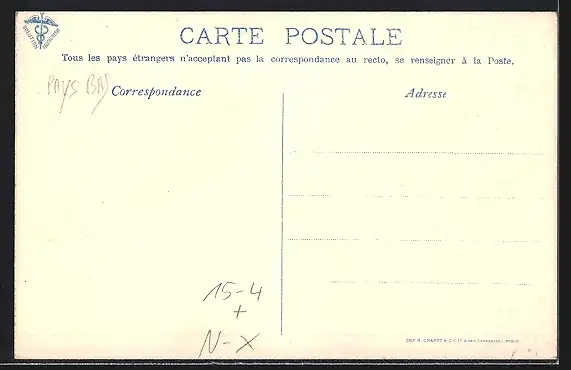 CARTE POSTALE
Tous les pays étrangers n'acceptant pas la correspondance au recto, se renseigner à la Poste.
PAYS BAS
Correspondance
Adresse
15-4
+
N-X